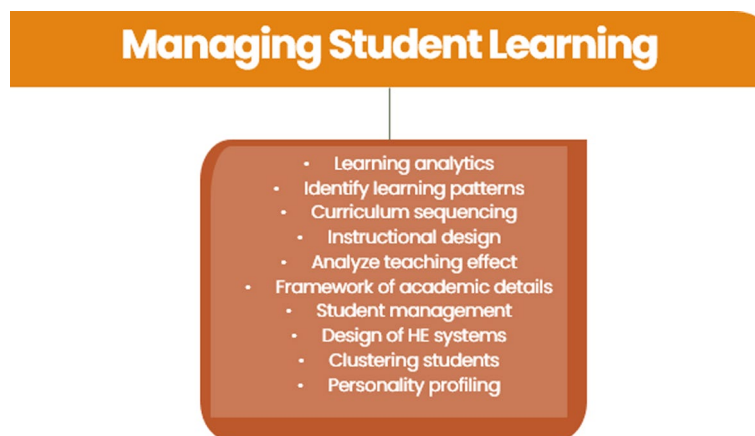 Managing Student Learning
• Learning analytics
• Identify learning patterns
• Curriculum sequencing
• Instructional design
• Analyze teaching effect
• Framework of academic details
• Student management
• Design of HE systems
• Clustering students
• Personality profiling